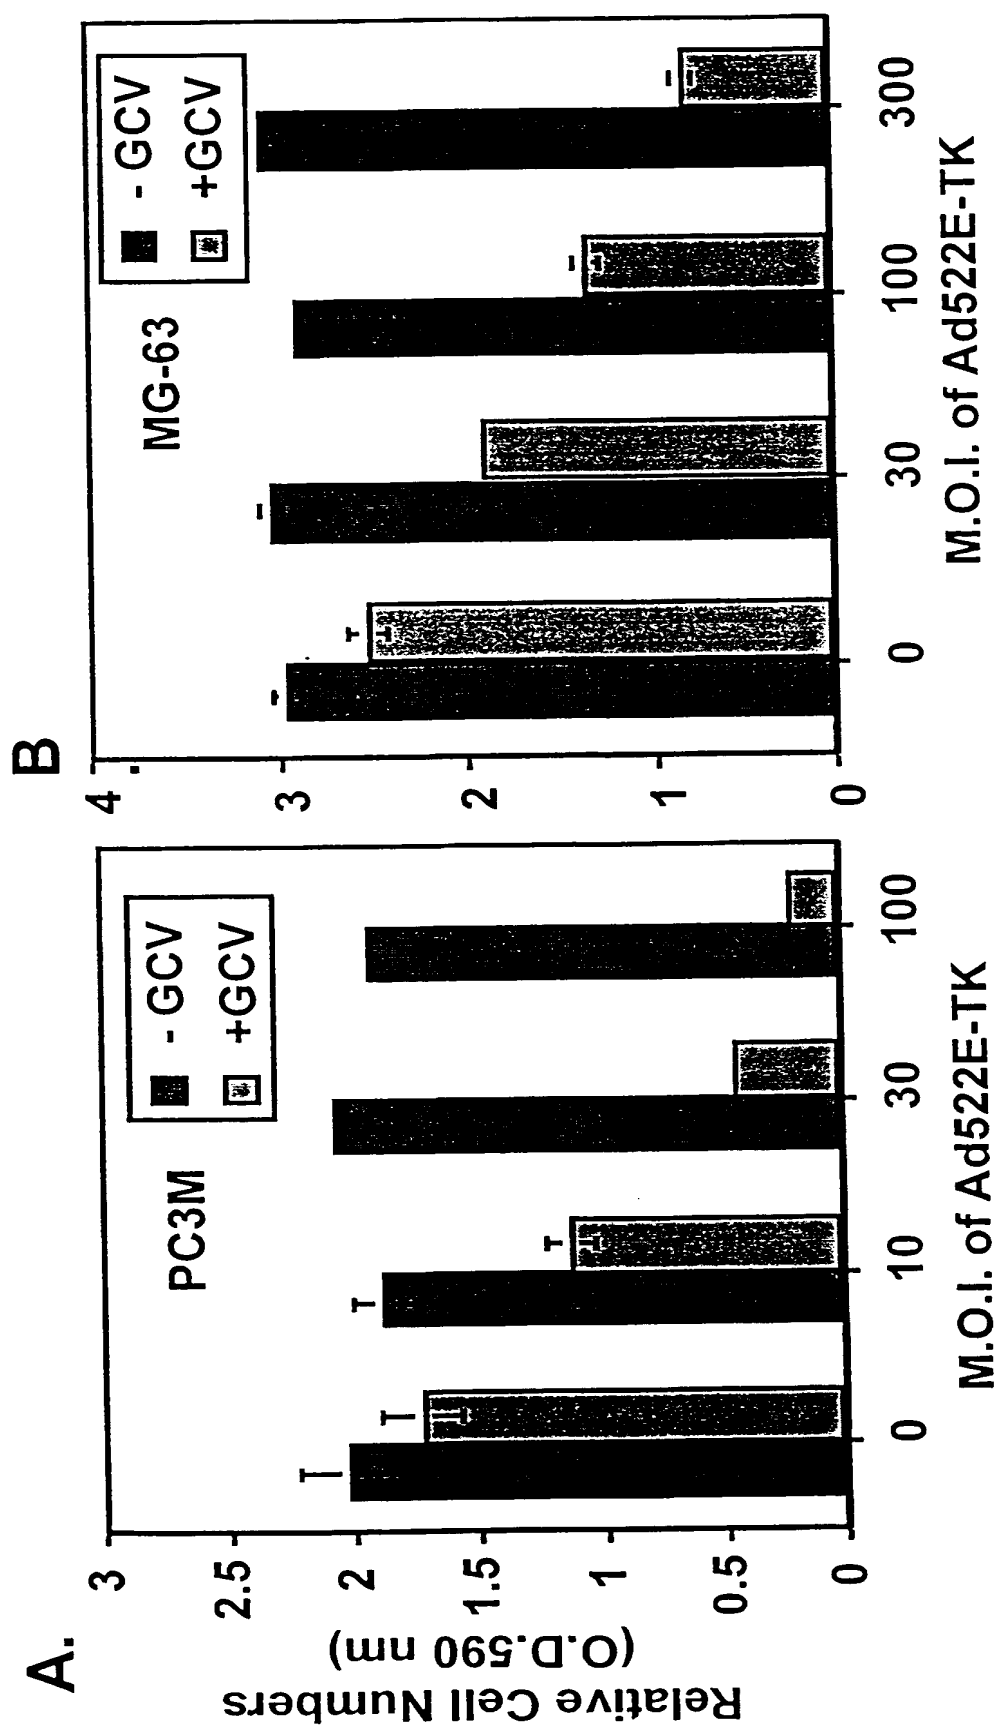 A.
Relative Cell Numbers
(O.D.590 nm)
3
2.5
2
1.5
1
0.5
0
PC3M
- GCV
+GCV
0
10
30
100
M.O.I. of Ad522E-TK
B
4
3
2
1
0
MG-63
- GCV
+GCV
0
30
100
300
M.O.I. of Ad522E-TK